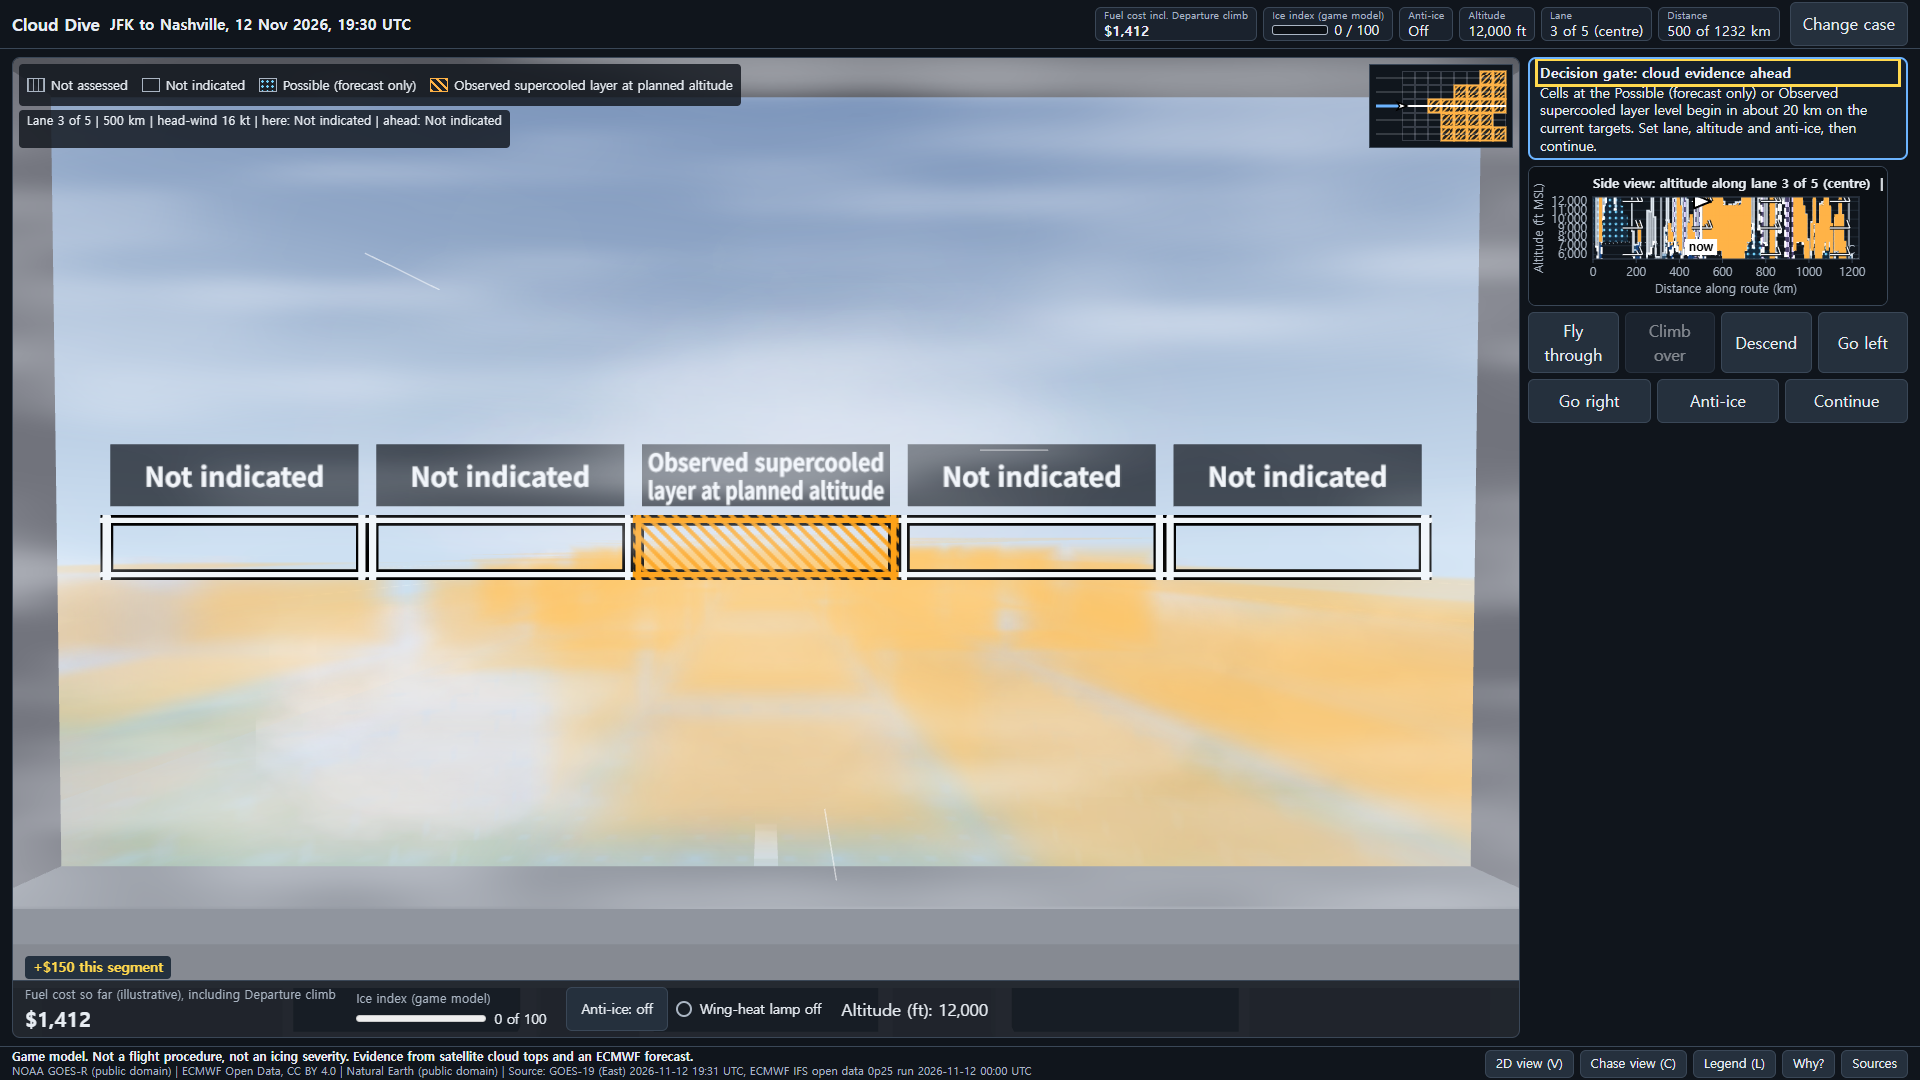 Cloud Dive JFK to Nashville, 12 Nov 2026, 19:30 UTC
Fuel cost incl. Departure climb
$1,412
Ice index (game model)
0 / 100
Anti-ice
Off
Altitude
12,000 ft
Lane
3 of 5 (centre)
Distance
500 of 1232 km
Change case
Not assessed
Not indicated
Possible (forecast only)
Observed supercooled layer at planned altitude
Lane 3 of 5 | 500 km | head-wind 16 kt | here: Not indicated | ahead: Not indicated
Decision gate: cloud evidence ahead
Cells at the Possible (forecast only) or Observed
supercooled layer level begin in about 20 km on the
current targets. Set lane, altitude and anti-ice, then
continue.
Side view: altitude along lane 3 of 5 (centre) |
Altitude (ft MSL)
12,000
10,000
8,000
6,000
now
0 200 400 600 800 1000 1200
Distance along route (km)
Fly
through
Climb
over
Descend
Go left
Go right
Anti-ice
Continue
Not indicated
Not indicated
Observed supercooled
layer at planned altitude
Not indicated
Not indicated
+$150 this segment
Fuel cost so far (illustrative), including Departure climb
$1,412
Ice index (game model)
0 of 100
Anti-ice: off
Wing-heat lamp off
Altitude (ft): 12,000
Game model. Not a flight procedure, not an icing severity. Evidence from satellite cloud tops and an ECMWF forecast.
NOAA GOES-R (public domain) | ECMWF Open Data, CC BY 4.0 | Natural Earth (public domain) | Source: GOES-19 (East) 2026-11-12 19:31 UTC, ECMWF IFS open data 0p25 run 2026-11-12 00:00 UTC
2D view (V)
Chase view (C)
Legend (L)
Why?
Sources